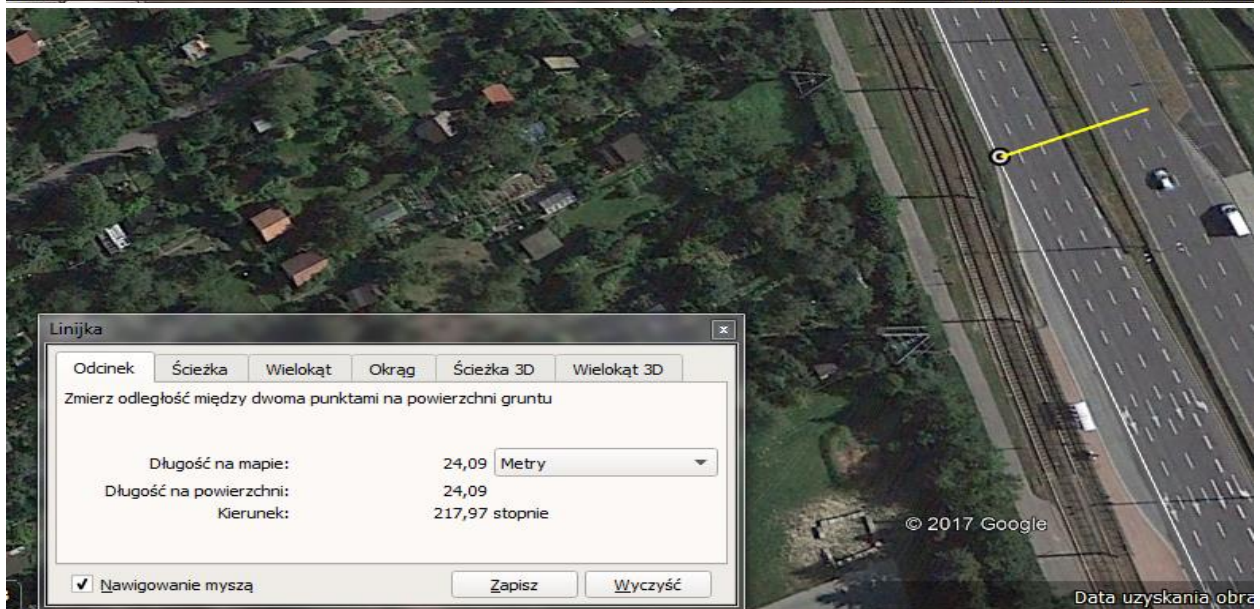 Linijka
Odcinek Ścieżka Wielokąt Okrąg Ścieżka 3D Wielokąt 3D
Zmierz odległość między dwoma punktami na powierzchni gruntu
Długość na mapie: 24,09 Metry
Długość na powierzchni: 24,09
Kierunek: 217,97 stopnie
Nawigowanie myszą Zapisz Wyczyść
© 2017 Google
Data uzyskania obra